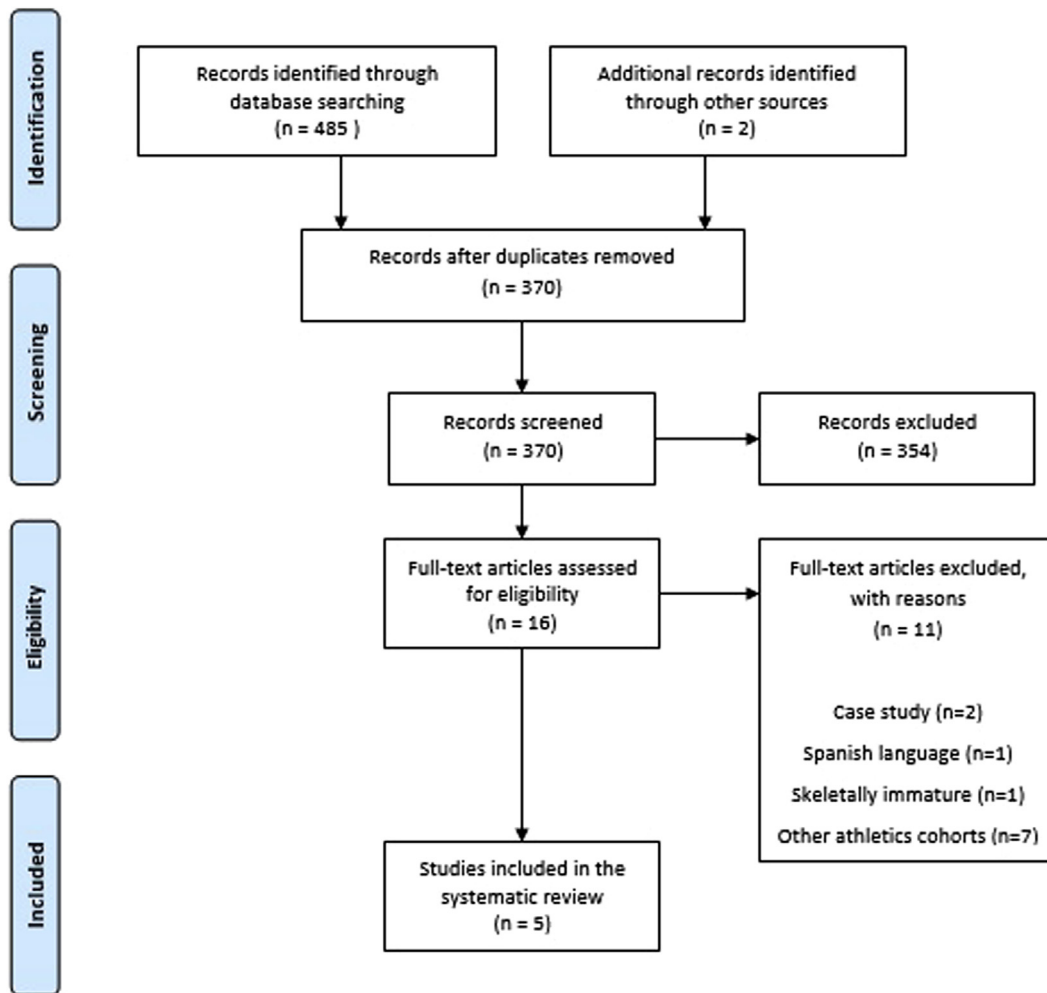 Identification
Records identified through
database searching
(n = 485 )
Additional records identified
through other sources
(n = 2)
Records after duplicates removed
(n = 370)
Screening
Records screened
(n = 370)
Records excluded
(n = 354)
Eligibility
Full-text articles assessed
for eligibility
(n = 16)
Full-text articles excluded,
with reasons
(n = 11)
Case study (n=2)
Spanish language (n=1)
Skeletally immature (n=1)
Other athletics cohorts (n=7)
Included
Studies included in the
systematic review
(n = 5)